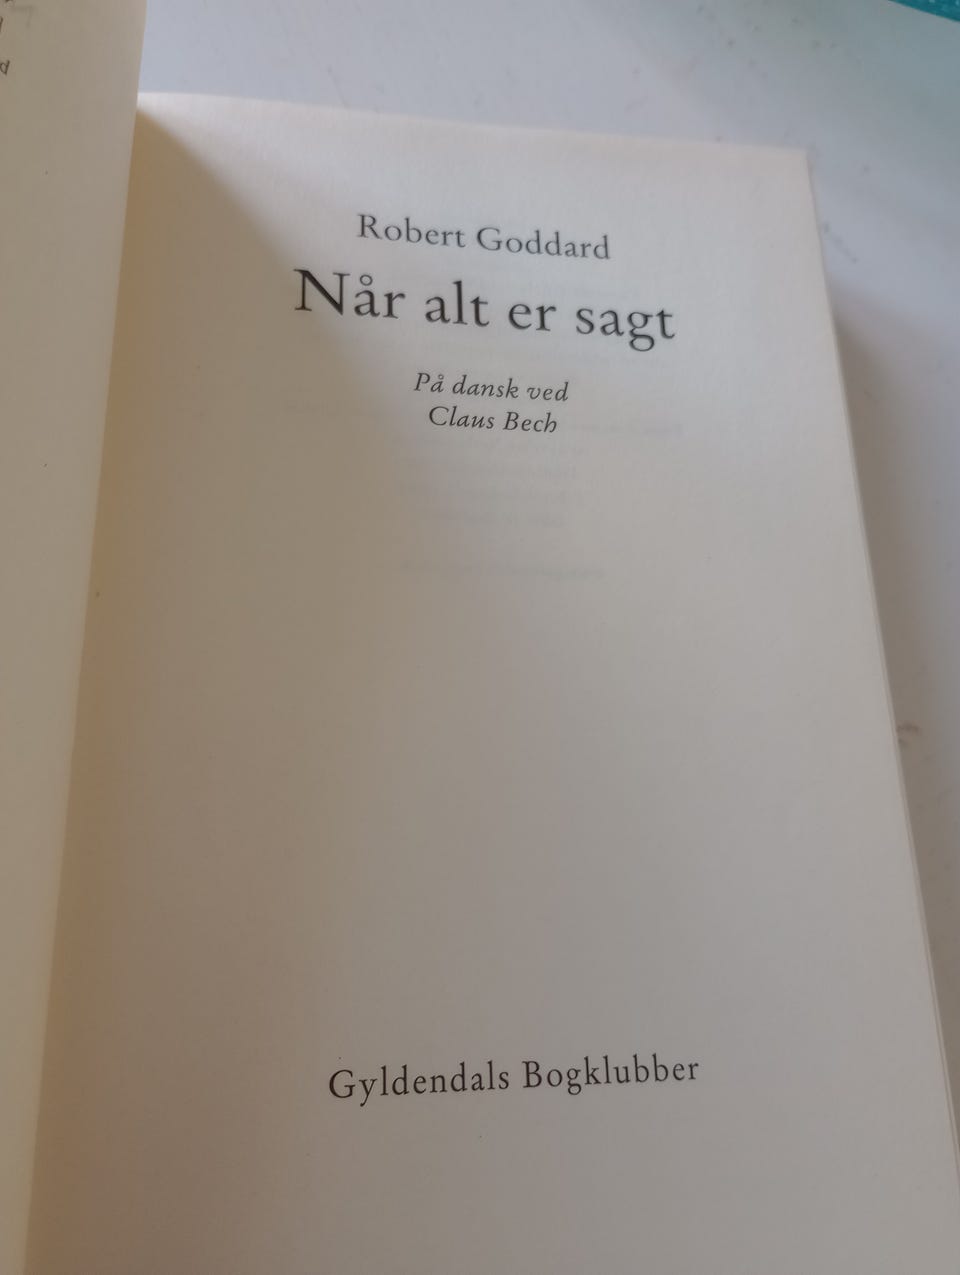 Robert Goddard
Når alt er sagt
På dansk ved
Claus Bech
Gyldendals Bogklubber